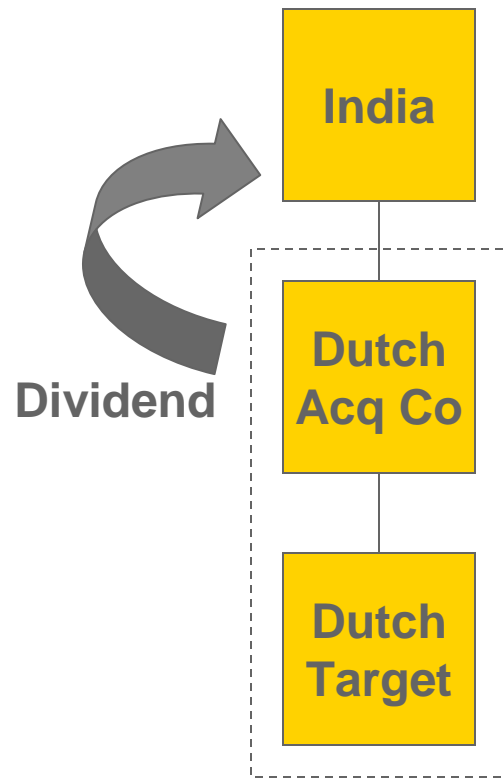 India
Dutch
Acq Co
Dividend
Dutch
Target